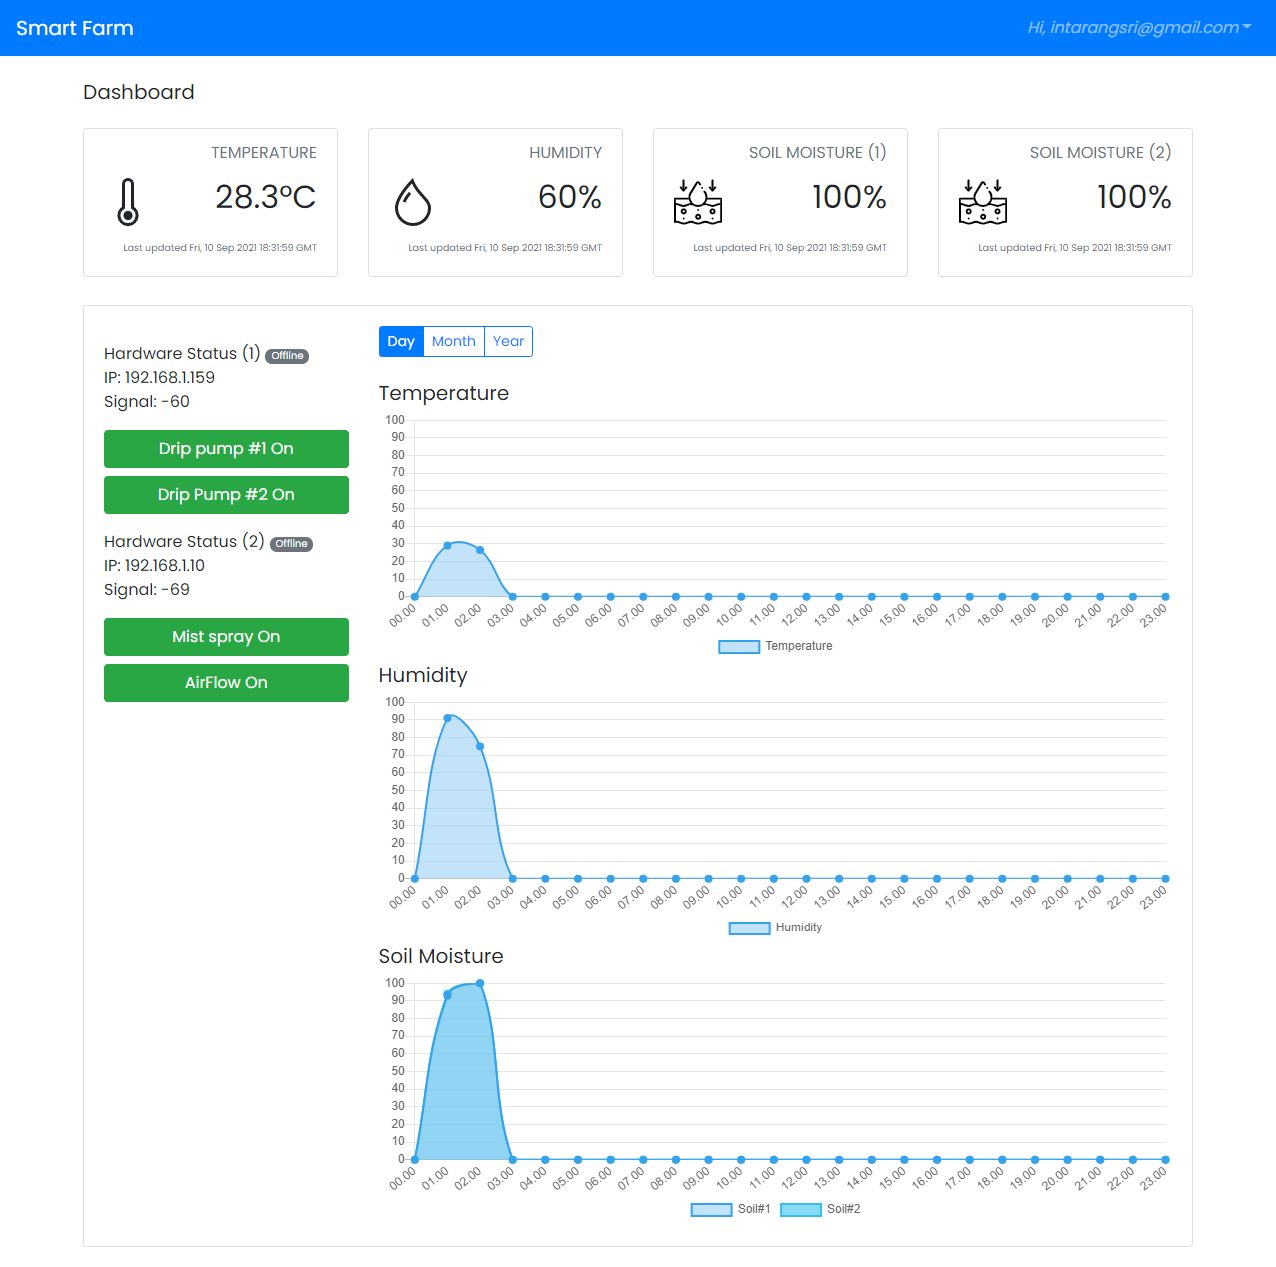 Smart Farm
Hi, intarangsri@gmail.com
Dashboard
TEMPERATURE
28.3°C
Last updated Fri, 10 Sep 2021 18:31:59 GMT
HUMIDITY
60%
Last updated Fri, 10 Sep 2021 18:31:59 GMT
SOIL MOISTURE (1)
100%
Last updated Fri, 10 Sep 2021 18:31:59 GMT
SOIL MOISTURE (2)
100%
Last updated Fri, 10 Sep 2021 18:31:59 GMT
Hardware Status (1) Offline
IP: 192.168.1.159
Signal: -60
Drip pump #1 On
Drip Pump #2 On
Hardware Status (2) Offline
IP: 192.168.1.10
Signal: -69
Mist spray On
AirFlow On
Day Month Year
Temperature
100
90
80
70
60
50
40
30
20
10
0
00.00 01.00 02.00 03.00 04.00 05.00 06.00 07.00 08.00 09.00 10.00 11.00 12.00 13.00 14.00 15.00 16.00 17.00 18.00 19.00 20.00 21.00 22.00 23.00
Temperature
Humidity
100
90
80
70
60
50
40
30
20
10
0
00.00 01.00 02.00 03.00 04.00 05.00 06.00 07.00 08.00 09.00 10.00 11.00 12.00 13.00 14.00 15.00 16.00 17.00 18.00 19.00 20.00 21.00 22.00 23.00
Humidity
Soil Moisture
100
90
80
70
60
50
40
30
20
10
0
00.00 01.00 02.00 03.00 04.00 05.00 06.00 07.00 08.00 09.00 10.00 11.00 12.00 13.00 14.00 15.00 16.00 17.00 18.00 19.00 20.00 21.00 22.00 23.00
Soil#1 Soil#2